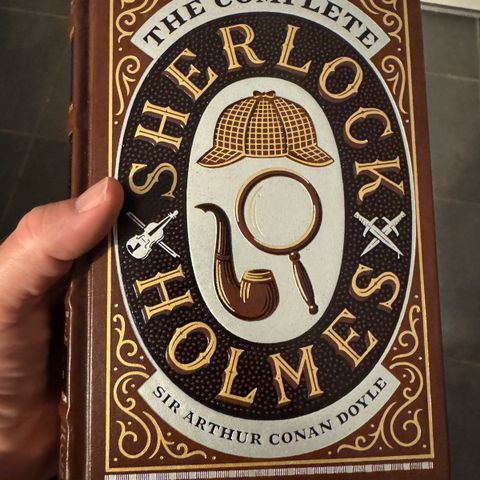 THE COMPLETE
SHERLOCK
HOLMES
SIR ARTHUR CONAN DOYLE